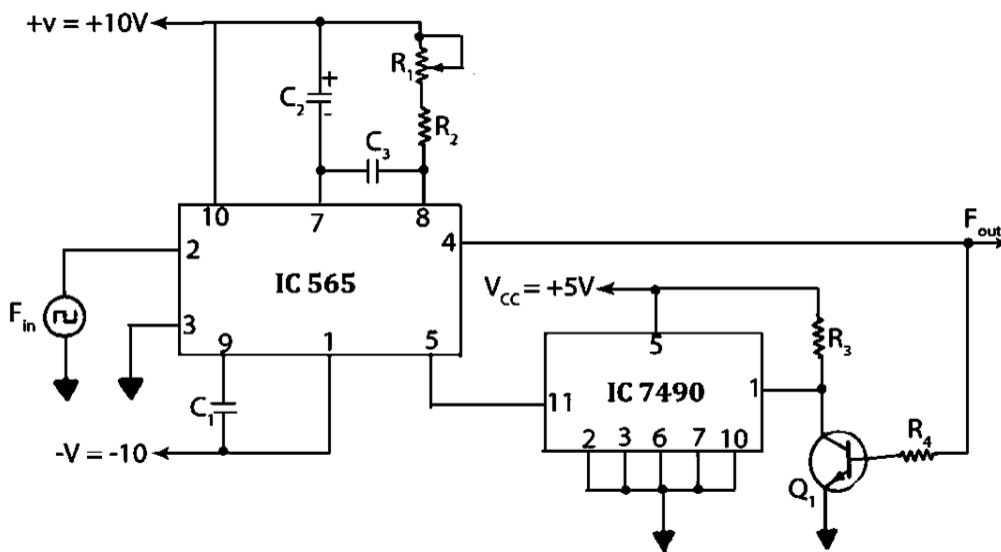 +v = +10V
R1
C2
+
-
R2
C3
10
7
8
2
4
Fout
IC 565
VCC = +5V
Fin
3
9
1
5
5
R3
IC 7490
11
1
C1
2
3
6
7
10
R4
-V = -10
Q1